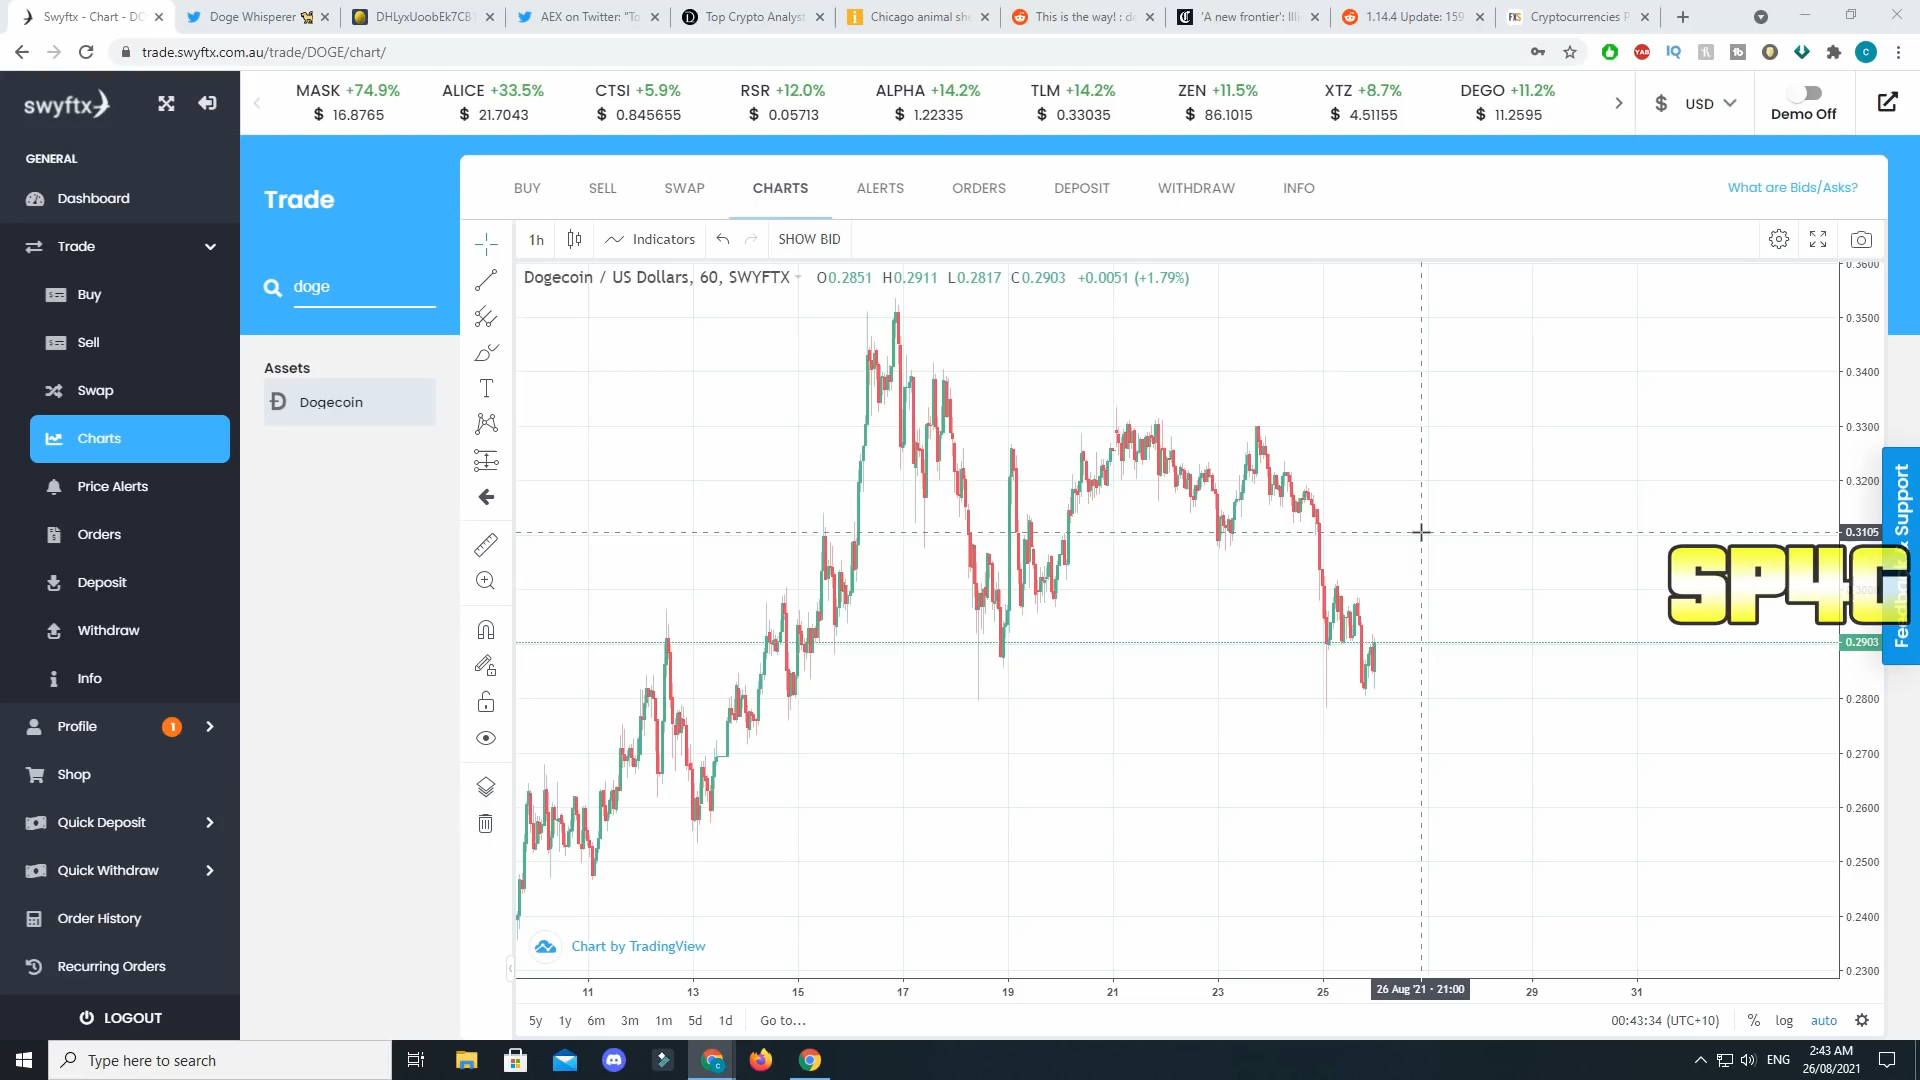 Swyftx - Chart - DO
Doge Whisperer
DHLyxUoobEk7CB1
AEX on Twitter: "To
Top Crypto Analyst
Chicago animal sh
This is the way! : d
'A new frontier': Illi
1.14.4 Update: 159
Cryptocurrencies P
trade.swyftx.com.au/trade/DOGE/chart/
swyftx
MASK +74.9%
$ 16.8765
ALICE +33.5%
$ 21.7043
CTSI +5.9%
$ 0.845655
RSR +12.0%
$ 0.05713
ALPHA +14.2%
$ 1.22335
TLM +14.2%
$ 0.33035
ZEN +11.5%
$ 86.1015
XTZ +8.7%
$ 4.51155
DEGO +11.2%
$ 11.2595
$ USD
Demo Off
GENERAL
Dashboard
Trade
Buy
Sell
Swap
Charts
Price Alerts
Orders
Deposit
Withdraw
Info
Profile 1
Shop
Quick Deposit
Quick Withdraw
Order History
Recurring Orders
LOGOUT
Trade
doge
Assets
Dogecoin
BUY SELL SWAP CHARTS ALERTS ORDERS DEPOSIT WITHDRAW INFO
What are Bids/Asks?
1h Indicators SHOW BID
Dogecoin / US Dollars, 60, SWYFTX O0.2851 H0.2911 L0.2817 C0.2903 +0.0051 (+1.79%)
0.3600
0.3500
0.3400
0.3300
0.3200
0.3105
0.2903
0.2800
0.2700
0.2600
0.2500
0.2400
0.2300
SP4C
Feedback & Support
Chart by TradingView
11 13 15 17 19 21 23 25 26 Aug '21 · 21:00 29 31
5y 1y 6m 3m 1m 5d 1d Go to...
00:43:34 (UTC+10) % log auto
Type here to search
ENG
2:43 AM
26/08/2021